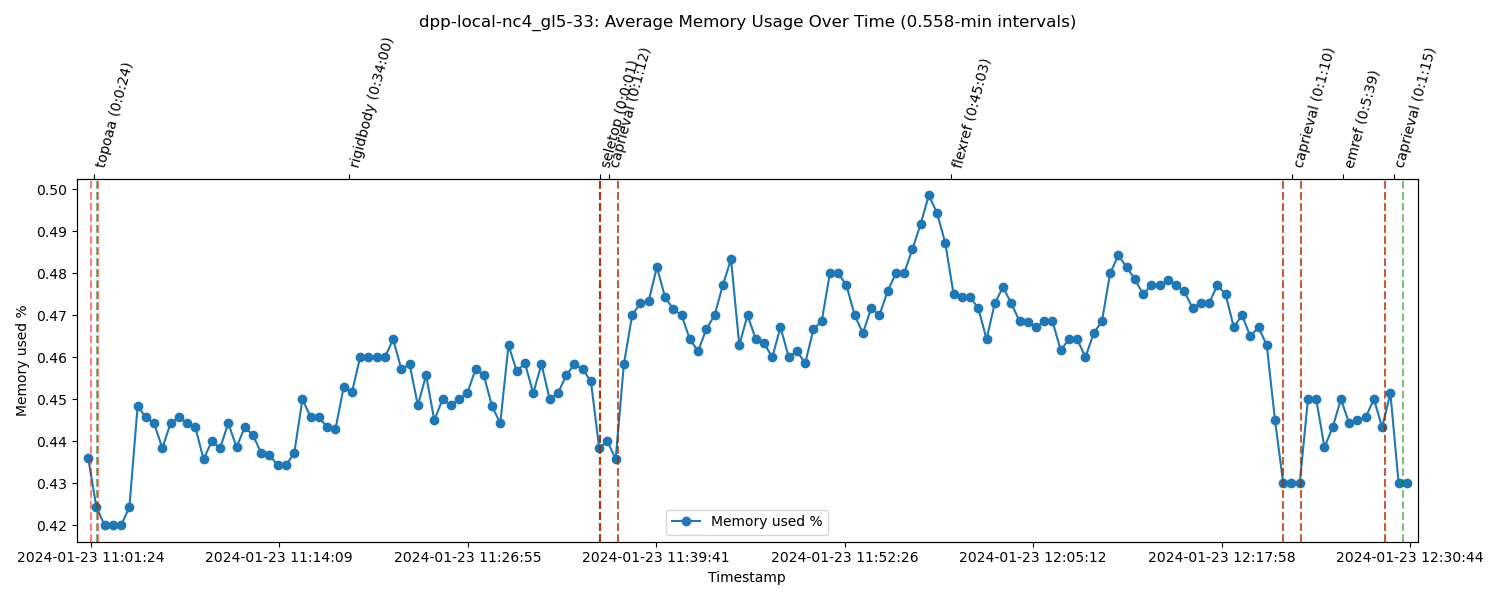 dpp-local-nc4_gl5-33: Average Memory Usage Over Time (0.558-min intervals)
topoaa (0:0:24)
rigidbody (0:34:00)
seletop (0:0:01)
caprieval (0:1:12)
flexref (0:45:03)
caprieval (0:1:10)
emref (0:5:39)
caprieval (0:1:15)
Memory used %
0.50
0.49
0.48
0.47
0.46
0.45
0.44
0.43
0.42
Memory used %
2024-01-23 11:01:24
2024-01-23 11:14:09
2024-01-23 11:26:55
2024-01-23 11:39:41
2024-01-23 11:52:26
2024-01-23 12:05:12
2024-01-23 12:17:58
2024-01-23 12:30:44
Timestamp